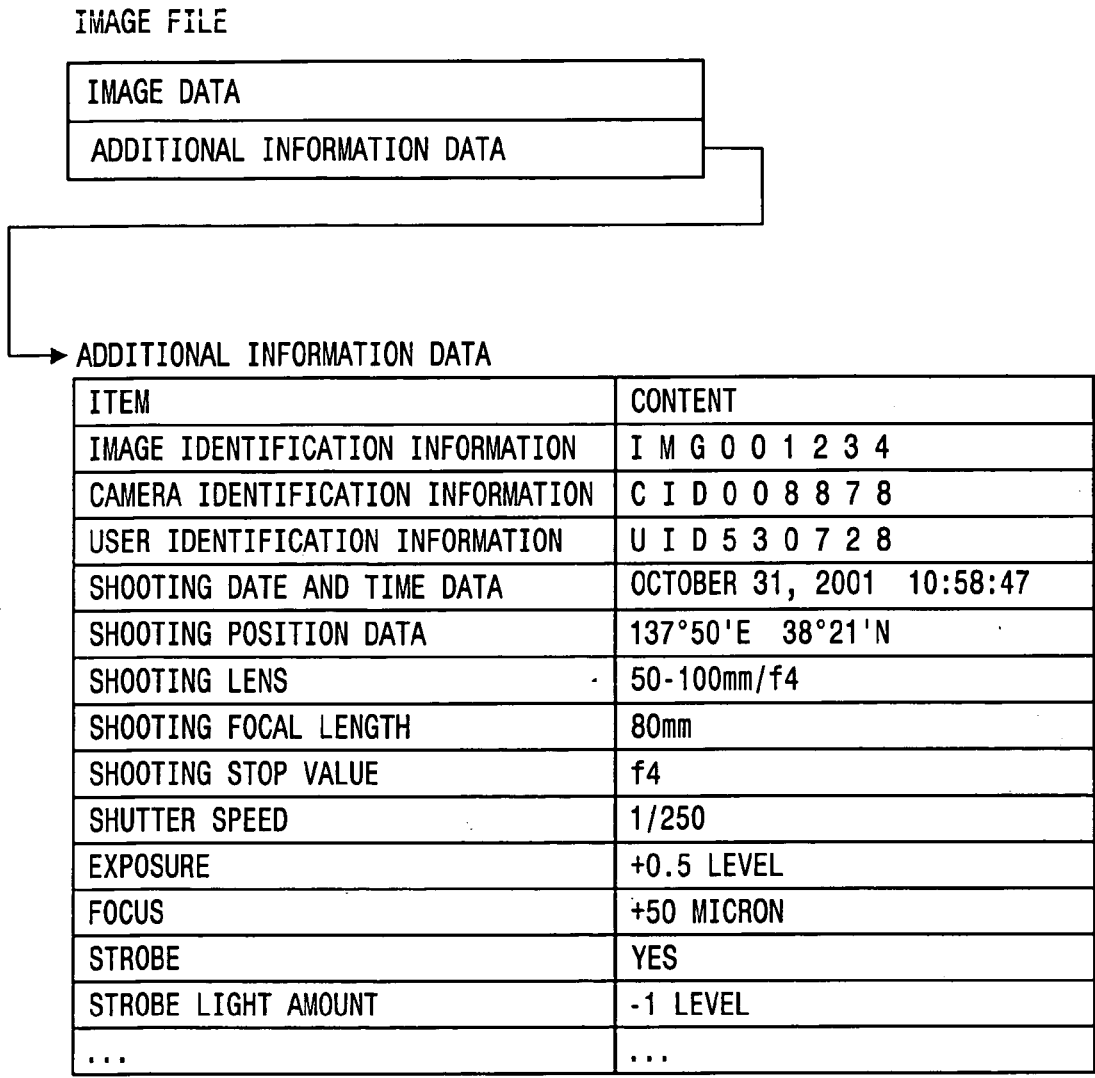 IMAGE FILE
IMAGE DATA
ADDITIONAL INFORMATION DATA
ADDITIONAL INFORMATION DATA
ITEM CONTENT
IMAGE IDENTIFICATION INFORMATION I M G 0 0 1 2 3 4
CAMERA IDENTIFICATION INFORMATION C I D 0 0 8 8 7 8
USER IDENTIFICATION INFORMATION U I D 5 3 0 7 2 8
SHOOTING DATE AND TIME DATA OCTOBER 31, 2001 10:58:47
SHOOTING POSITION DATA 137°50'E 38°21'N
SHOOTING LENS 50-100mm/f4
SHOOTING FOCAL LENGTH 80mm
SHOOTING STOP VALUE f4
SHUTTER SPEED 1/250
EXPOSURE +0.5 LEVEL
FOCUS +50 MICRON
STROBE YES
STROBE LIGHT AMOUNT -1 LEVEL
... ...